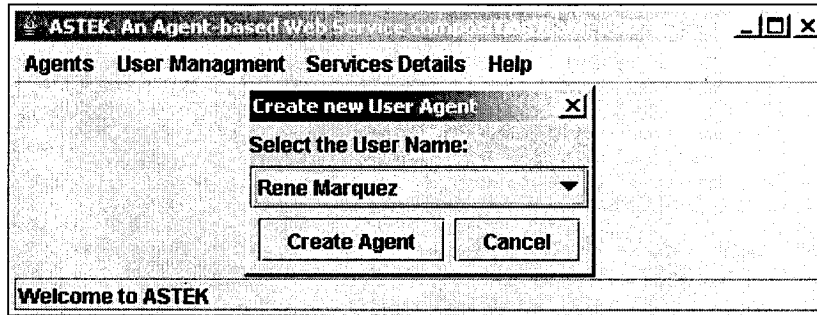 ASTEK. An Agent-based Web Service
Agents User Managment Services Details Help
Create new User Agent
Select the User Name:
Rene Marquez
Create Agent Cancel
Welcome to ASTEK